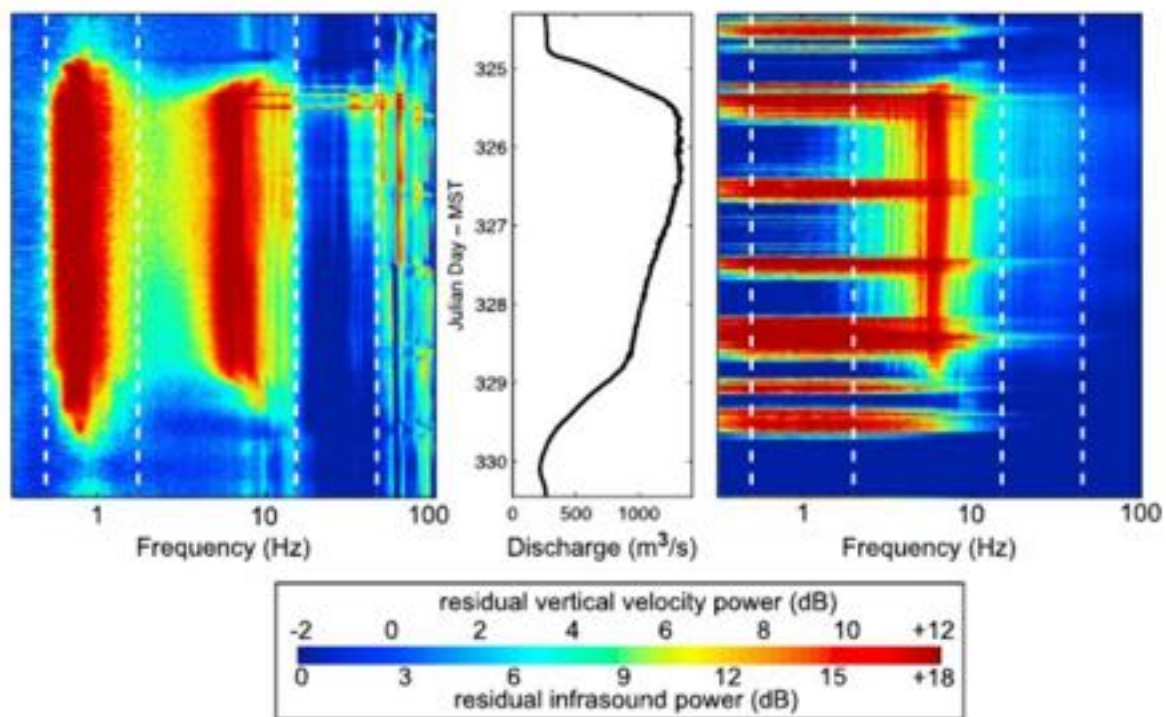 325
326
327
328
329
330
Julian Day – MST
1 10 100
0 500 1000
1 10 100
Frequency (Hz)
Discharge (m³/s)
Frequency (Hz)
residual vertical velocity power (dB)
-2 0 2 4 6 8 10 +12
0 3 6 9 12 15 +18
residual infrasound power (dB)